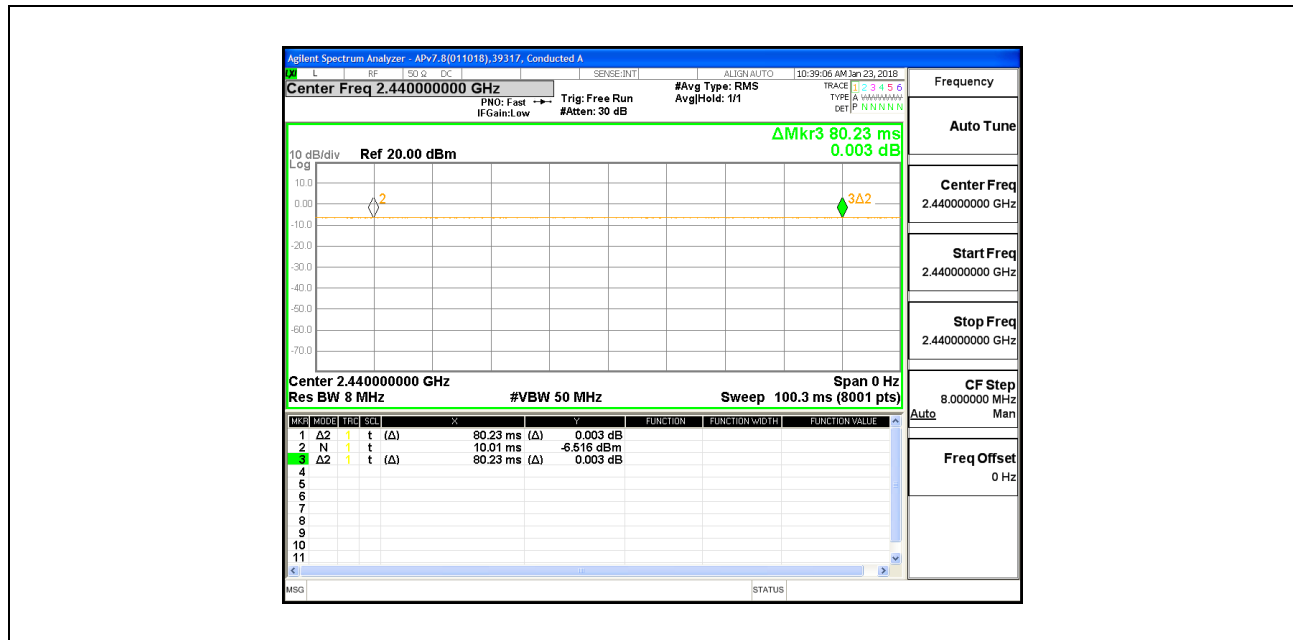 Agilent Spectrum Analyzer - APv7.8(011018),39317, Conducted A
L RF 50 Ω DC SENSE:INT ALIGN AUTO 10:39:06 AM Jan 23, 2018
Center Freq 2.440000000 GHz
PNO: Fast
IFGain:Low
Trig: Free Run
#Atten: 30 dB
#Avg Type: RMS
Avg|Hold: 1/1
TRACE 1 2 3 4 5 6
TYPE A WWWWW
DET P N N N N N
ΔMkr3 80.23 ms
0.003 dB
10 dB/div Ref 20.00 dBm
Log
10.0
0.00
-10.0
-20.0
-30.0
-40.0
-50.0
-60.0
-70.0
2
3Δ2
Center 2.440000000 GHz Span 0 Hz
Res BW 8 MHz #VBW 50 MHz Sweep 100.3 ms (8001 pts)
MKR MODE TRC SCL X Y FUNCTION FUNCTION WIDTH FUNCTION VALUE
1 Δ2 1 t (Δ) 80.23 ms (Δ) 0.003 dB
2 N 1 t 10.01 ms -6.516 dBm
3 Δ2 1 t (Δ) 80.23 ms (Δ) 0.003 dB
4
5
6
7
8
9
10
11
MSG STATUS
Frequency
Auto Tune
Center Freq
2.440000000 GHz
Start Freq
2.440000000 GHz
Stop Freq
2.440000000 GHz
CF Step
8.000000 MHz
Auto Man
Freq Offset
0 Hz